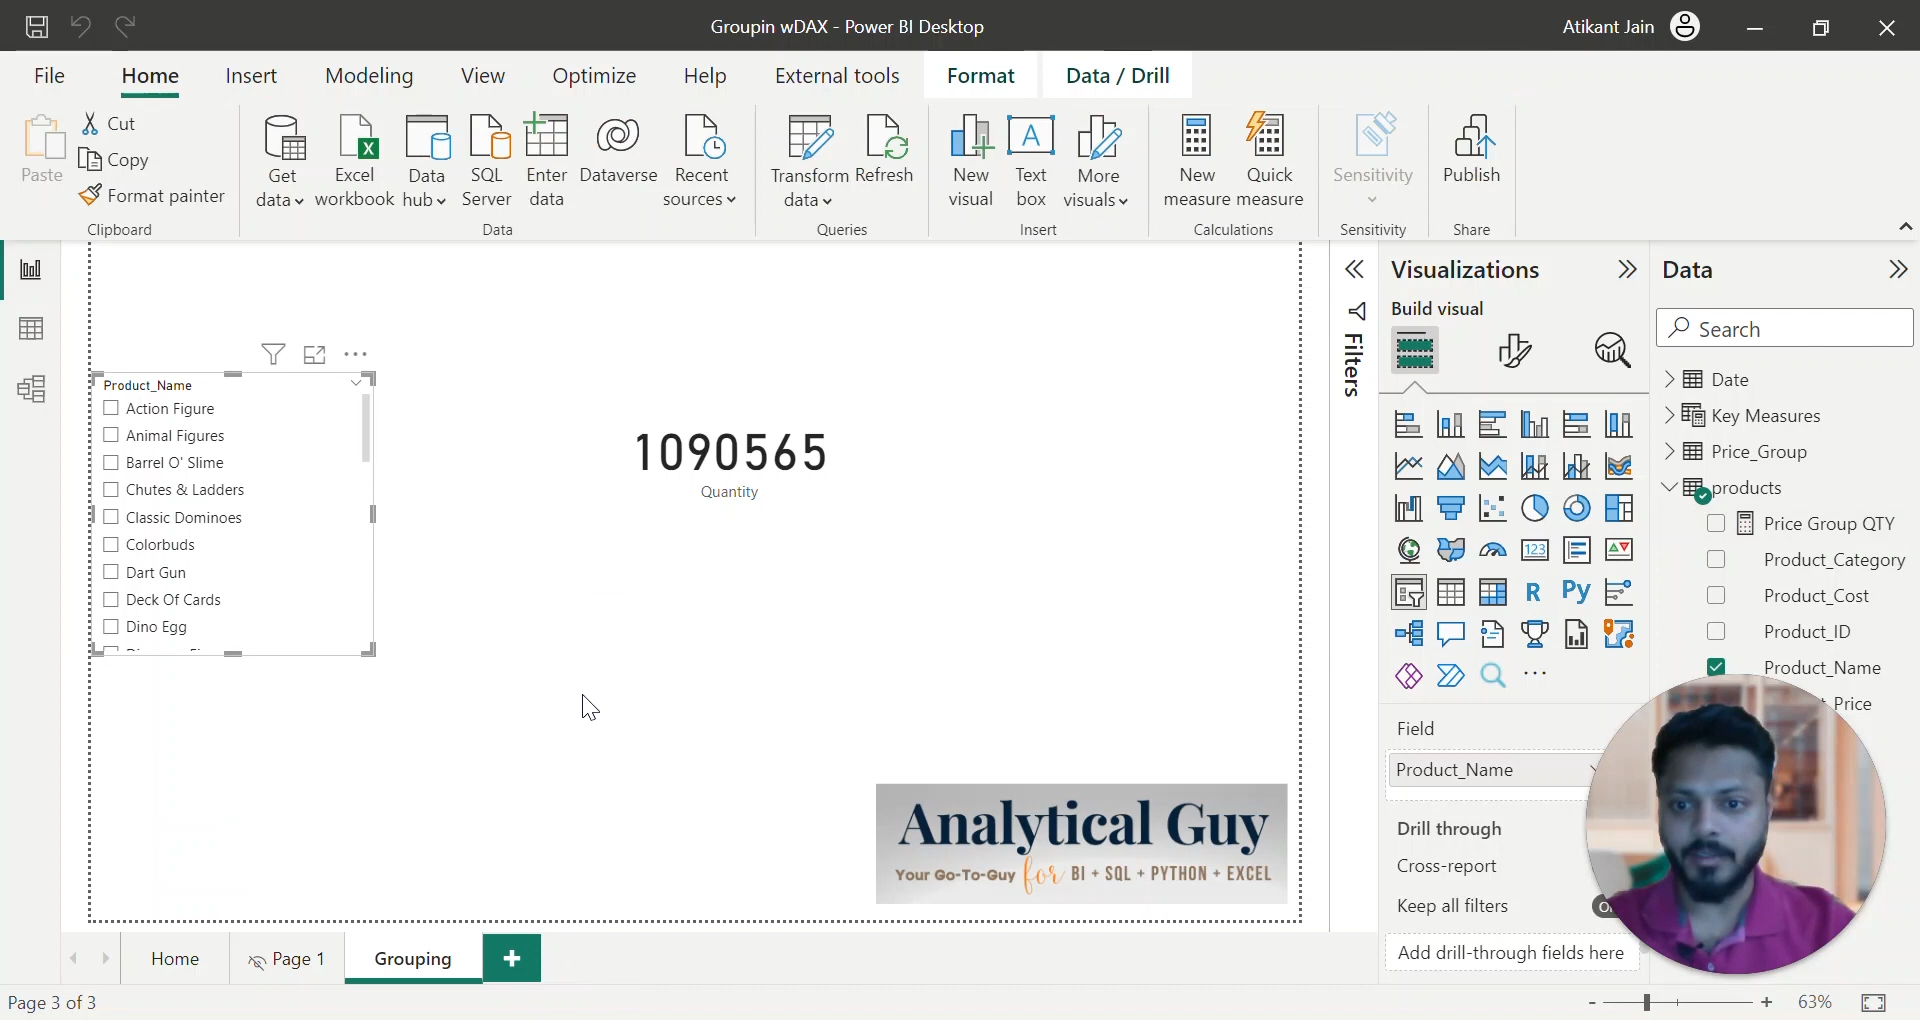 Groupin wDAX - Power BI Desktop
Atikant Jain
File
Home
Insert
Modeling
View
Optimize
Help
External tools
Format
Data / Drill
Paste
Cut
Copy
Format painter
Clipboard
Get
data
Excel
workbook
Data
hub
SQL
Server
Enter
data
Dataverse
Recent
sources
Data
Transform
data
Refresh
Queries
New
visual
Text
box
More
visuals
Insert
New
measure
Quick
measure
Calculations
Sensitivity
Sensitivity
Publish
Share
Product_Name
Action Figure
Animal Figures
Barrel O' Slime
Chutes & Ladders
Classic Dominoes
Colorbuds
Dart Gun
Deck Of Cards
Dino Egg
1090565
Quantity
Analytical Guy
Your Go-To-Guy for BI + SQL + PYTHON + EXCEL
Filters
Visualizations
Build visual
123
R
Py
Field
Product_Name
Drill through
Cross-report
Keep all filters
Add drill-through fields here
Data
Search
Date
Key Measures
Price_Group
products
Price Group QTY
Product_Category
Product_Cost
Product_ID
Product_Name
Price
Home
Page 1
Grouping
Page 3 of 3
63%